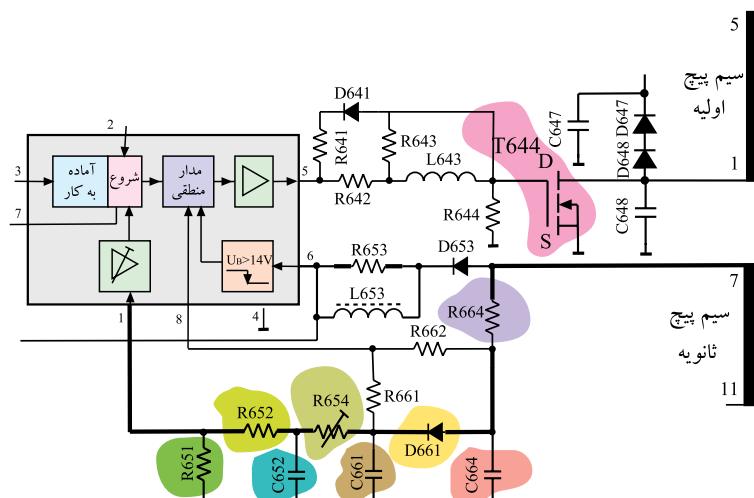 5
سیم پیچ
اولیه
1
D641
R641
R643
R642
L643
R644
T644
D
S
C647
D648 D647
C648
2
3
7
آماده
به کار
شروع
مدار
منطقی
5
UB>14V
6
4
1
8
R653
L653
D653
R664
R662
R661
7
سیم پیچ
ثانویه
11
R652
R654
R651
C652
C661
D661
C664